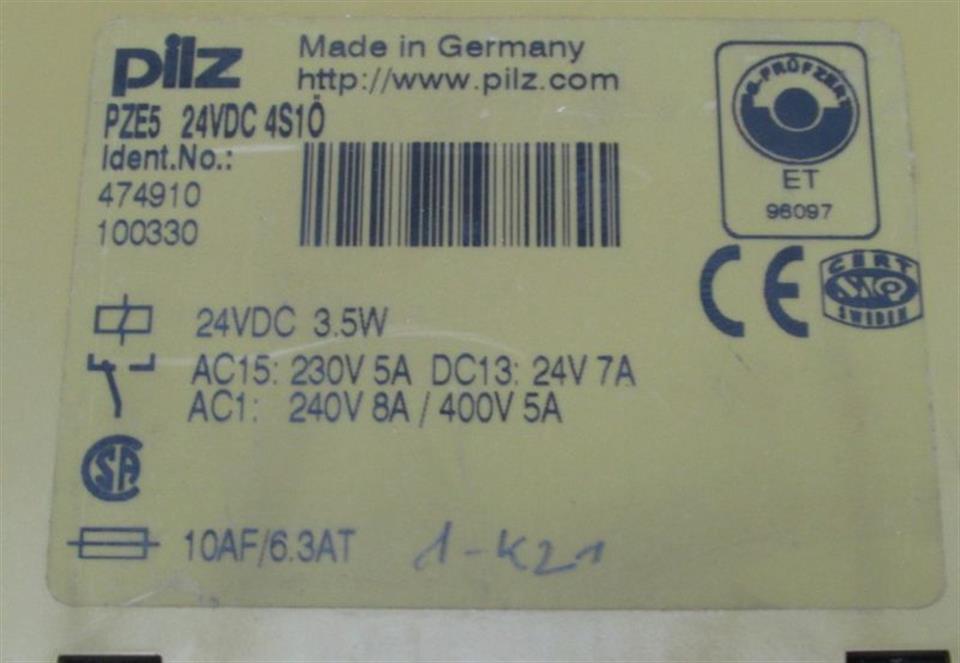 pilz
Made in Germany
http://www.pilz.com
PZE5 24VDC 4S1Ö
Ident.No.:
474910
100330
ET
96097
CE
CERT
SWEDEN
24VDC 3.5W
AC15: 230V 5A DC13: 24V 7A
AC1: 240V 8A / 400V 5A
SA
10AF/6.3AT
1-K21